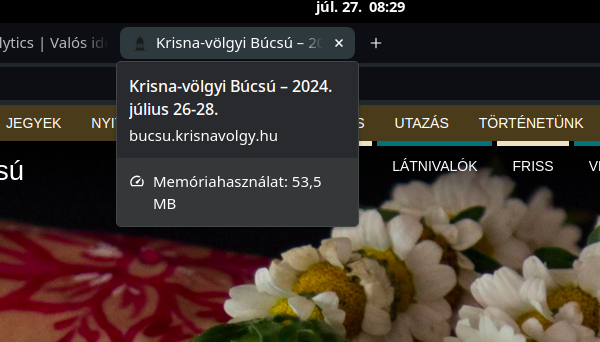 júl. 27. 08:29
lytics | Valós id
Krisna-völgyi Búcsú – 20
Krisna-völgyi Búcsú – 2024.
július 26-28.
bucsu.krisnavolgy.hu
Memóriahasználat: 53,5
MB
JEGYEK NYI S UTAZÁS TÖRTÉNETÜNK
LÁTNIVALÓK FRISS V
sú